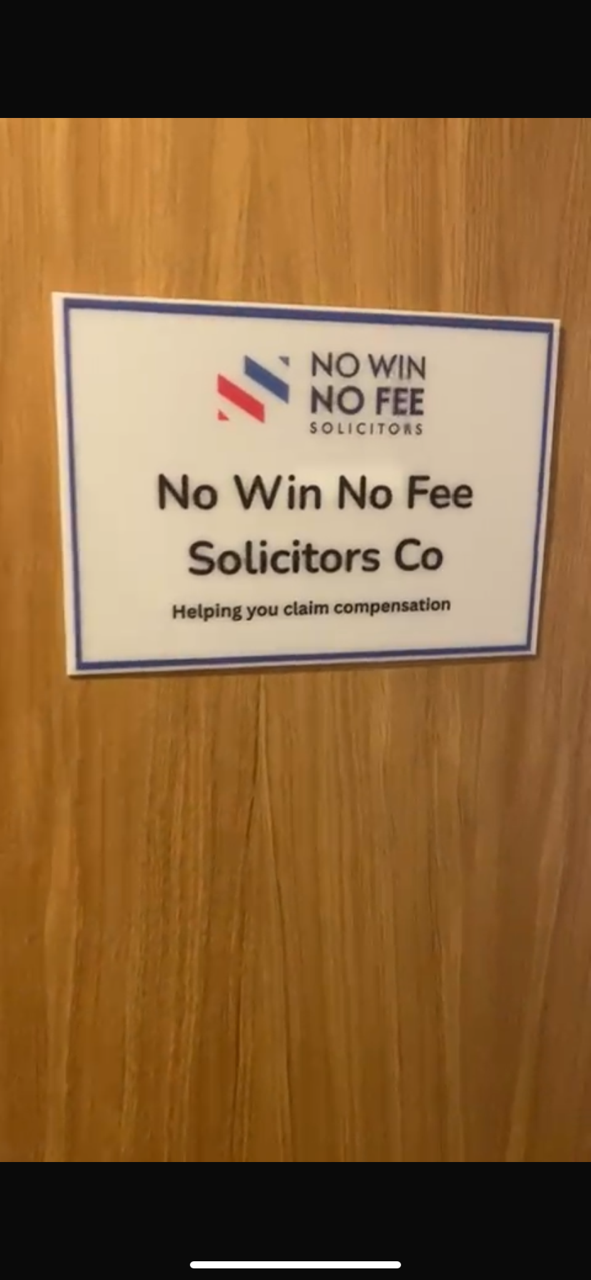 NO WIN
NO FEE
SOLICITORS
No Win No Fee
Solicitors Co
Helping you claim compensation